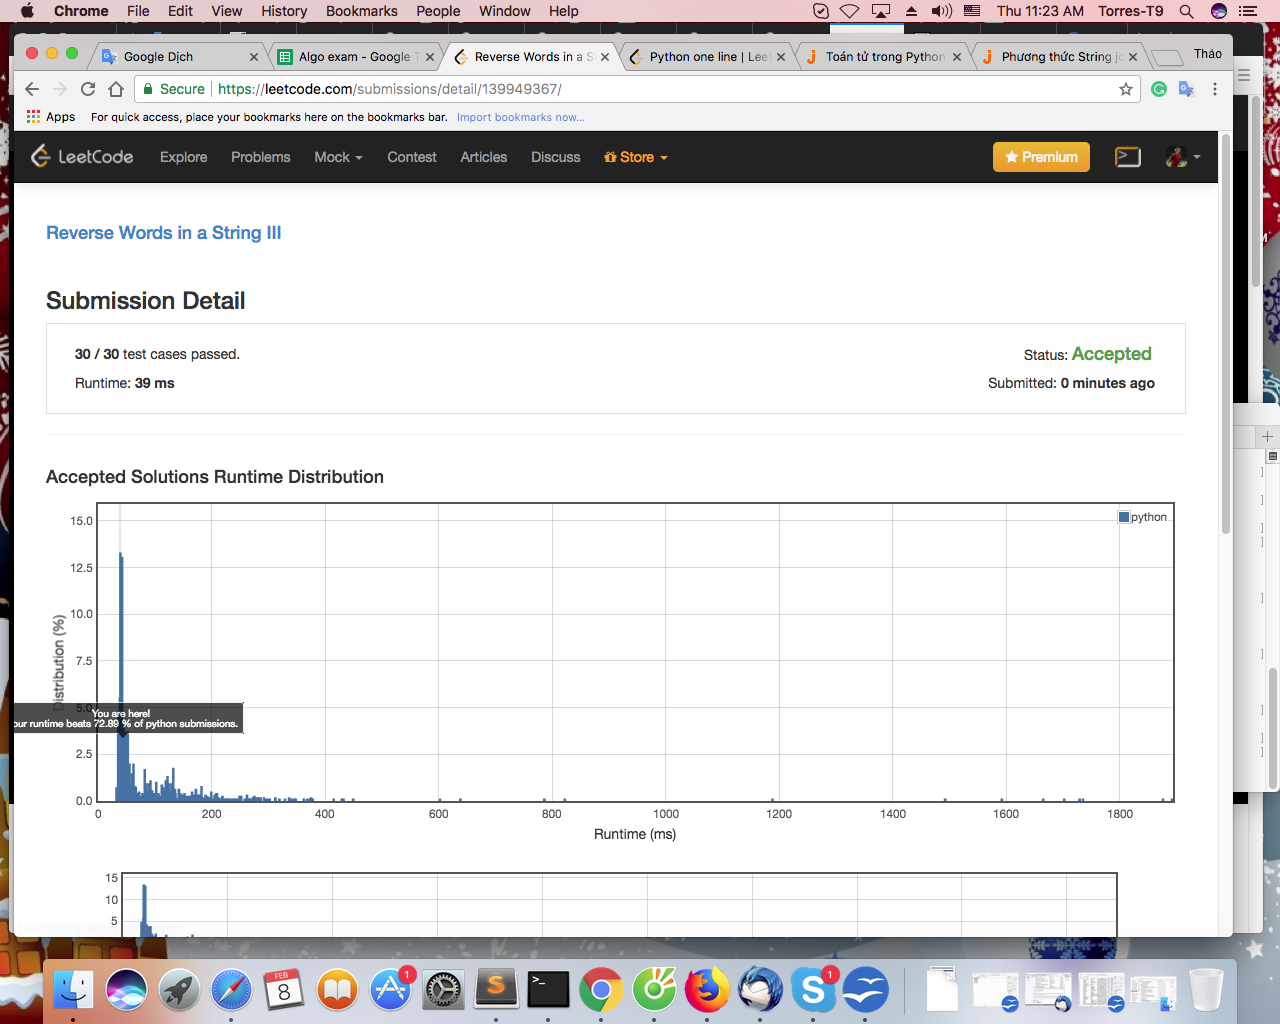 Chrome File Edit View History Bookmarks People Window Help Thu 11:23 AM Torres-T9
Google Dịch Algo exam - Google T Reverse Words in a S Python one line | Leet Toán tử trong Python Phương thức String jo Thảo
Secure https://leetcode.com/submissions/detail/139949367/
Apps For quick access, place your bookmarks here on the bookmarks bar. Import bookmarks now...
LeetCode Explore Problems Mock Contest Articles Discuss Store Premium
Reverse Words in a String III
Submission Detail
30 / 30 test cases passed. Status: Accepted
Runtime: 39 ms Submitted: 0 minutes ago
Accepted Solutions Runtime Distribution
python
15.0
12.5
10.0
7.5
5.0
2.5
0.0
Distribution (%)
You are here!
our runtime beats 72.89 % of python submissions.
0 200 400 600 800 1000 1200 1400 1600 1800
Runtime (ms)
15
10
5
FEB
8
1
1